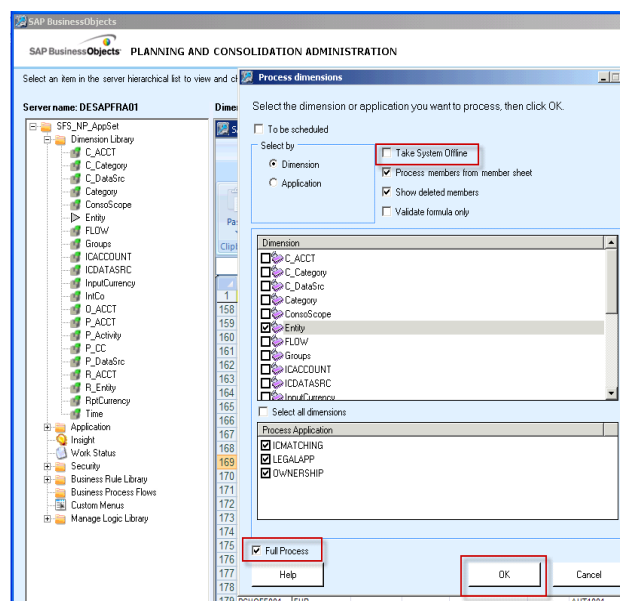 SAP BusinessObjects
SAP BusinessObjects PLANNING AND CONSOLIDATION ADMINISTRATION
Select an item in the server hierarchical list to view and ch
Server name: DESAPFRA01
Dimer
SFS_NP_AppSet
Dimension Library
C_ACCT
C_Category
C_DataSrc
Category
ConsoScope
Entity
FLOW
Groups
ICACCOUNT
ICDATASRC
InputCurrency
IntCo
O_ACCT
P_ACCT
P_Activity
P_CC
P_DataSrc
R_ACCT
R_Entity
RptCurrency
Time
Application
Insight
Work Status
Security
Business Rule Library
Business Process Flows
Custom Menus
Manage Logic Library
S
Pa
Clipl
1
158
159
160
161
162
163
164
165
166
167
168
169
170
171
172
173
174
175
176
177
178
Process dimensions
Select the dimension or application you want to process, then click OK.
To be scheduled
Select by
Dimension
Application
Take System Offline
Process members from member sheet
Show deleted members
Validate formula only
Dimension
C_ACCT
C_Category
C_DataSrc
Category
ConsoScope
Entity
FLOW
Groups
ICACCOUNT
ICDATASRC
InputCurrency
Select all dimensions
Process Application
ICMATCHING
LEGALAPP
OWNERSHIP
Full Process
Help
OK
Cancel